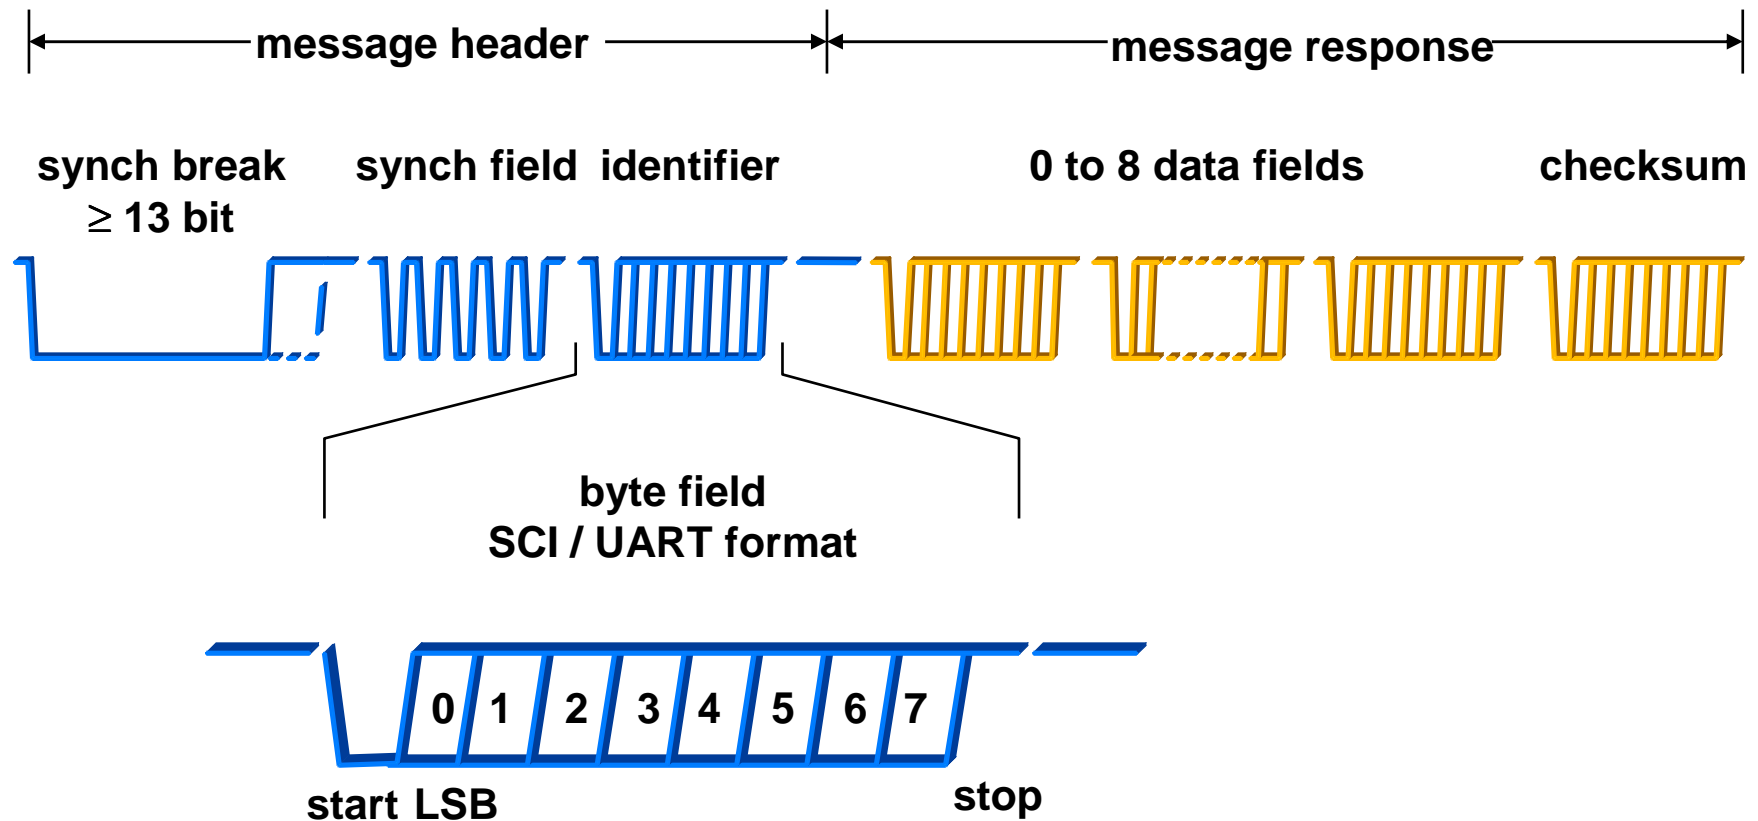 message header
message response
synch break
≥ 13 bit
synch field
identifier
0 to 8 data fields
checksum
byte field
SCI / UART format
0 1 2 3 4 5 6 7
start LSB
stop